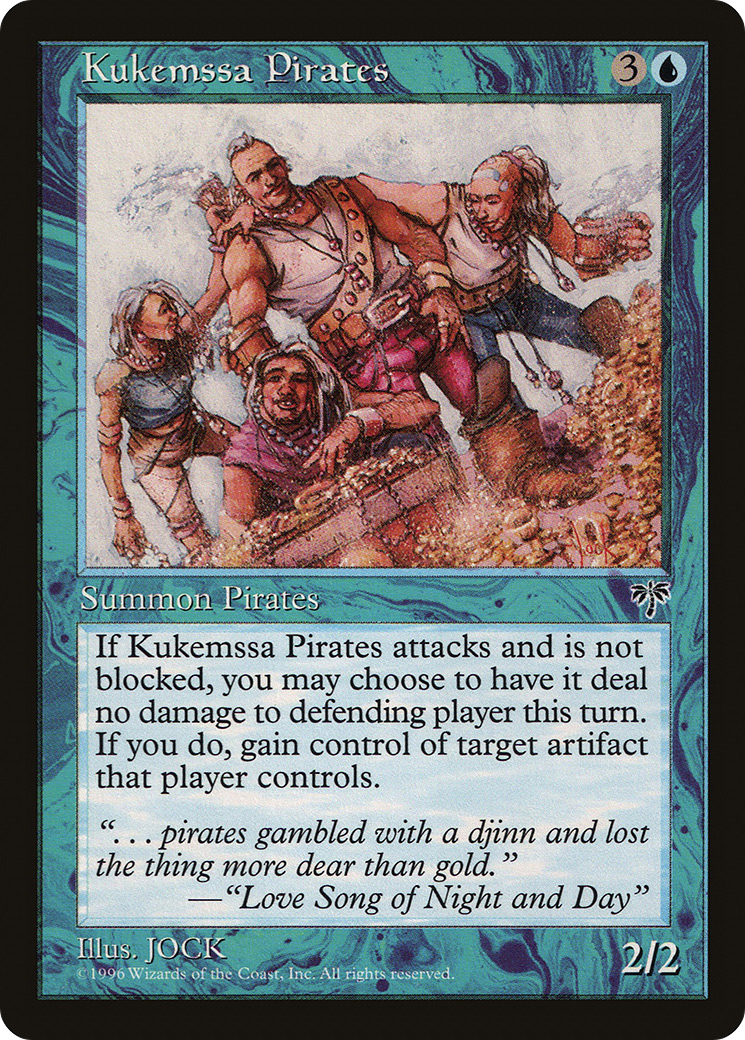 Kukemssa Pirates 3
Jock
Summon Pirates
If Kukemssa Pirates attacks and is not
blocked, you may choose to have it deal
no damage to defending player this turn.
If you do, gain control of target artifact
that player controls.
“. . . pirates gambled with a djinn and lost
the thing more dear than gold.”
—“Love Song of Night and Day”
Illus. JOCK
©1996 Wizards of the Coast, Inc. All rights reserved.
2/2